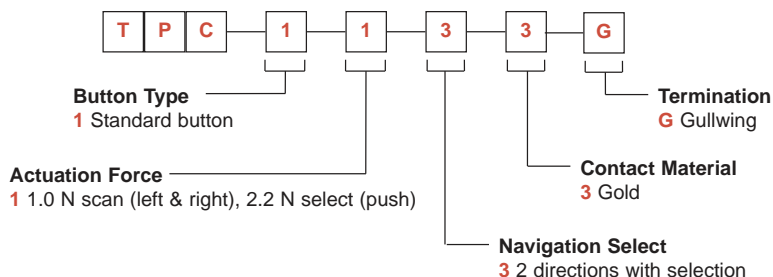 T P C 1 1 3 3 G
Button Type
1 Standard button
Termination
G Gullwing
Actuation Force
1 1.0 N scan (left & right), 2.2 N select (push)
Contact Material
3 Gold
Navigation Select
3 2 directions with selection